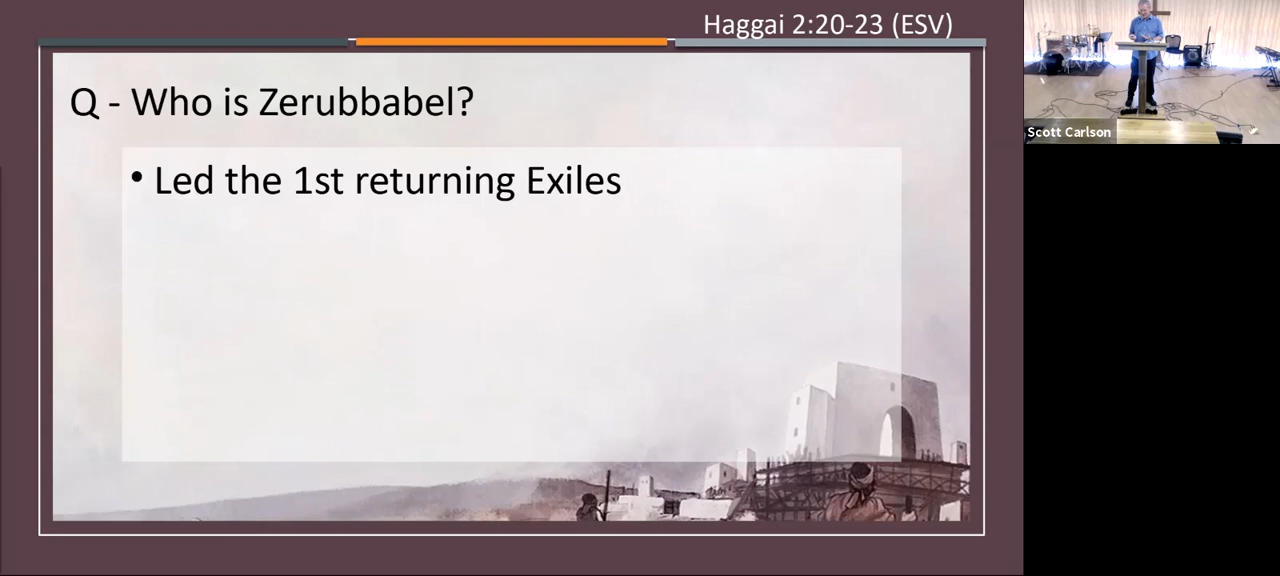 Haggai 2:20-23 (ESV)
Q - Who is Zerubbabel?
• Led the 1st returning Exiles
Scott Carlson